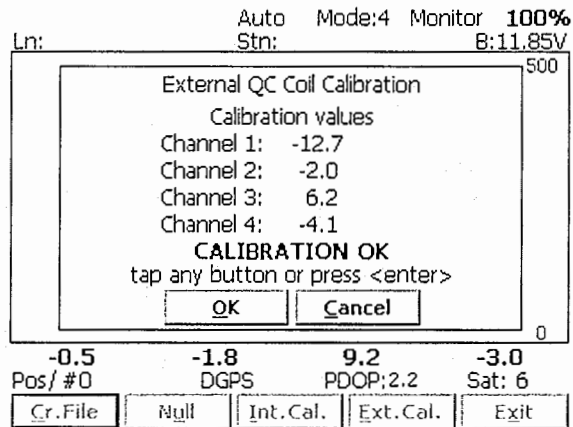 Auto Mode:4 Monitor 100%
Ln: Stn: B:11.85V
500
External QC Coil Calibration
Calibration values
Channel 1: -12.7
Channel 2: -2.0
Channel 3: 6.2
Channel 4: -4.1
CALIBRATION OK
tap any button or press <enter>
OK Cancel
0
-0.5 -1.8 9.2 -3.0
Pos/ #0 DGPS PDOP:2.2 Sat: 6
Cr.File Null Int.Cal. Ext.Cal. Exit